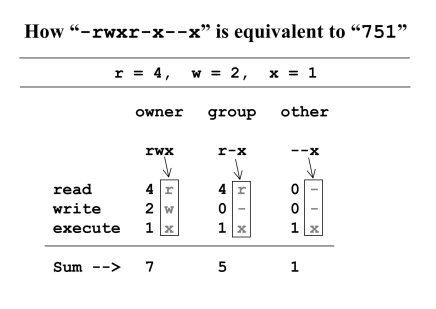 How “-rwxr-x--x” is equivalent to “751”
r = 4, w = 2, x = 1
owner group other
rwx r-x --x
read 4 r 4 r 0 -
write 2 w 0 - 0 -
execute 1 x 1 x 1 x
Sum --> 7 5 1